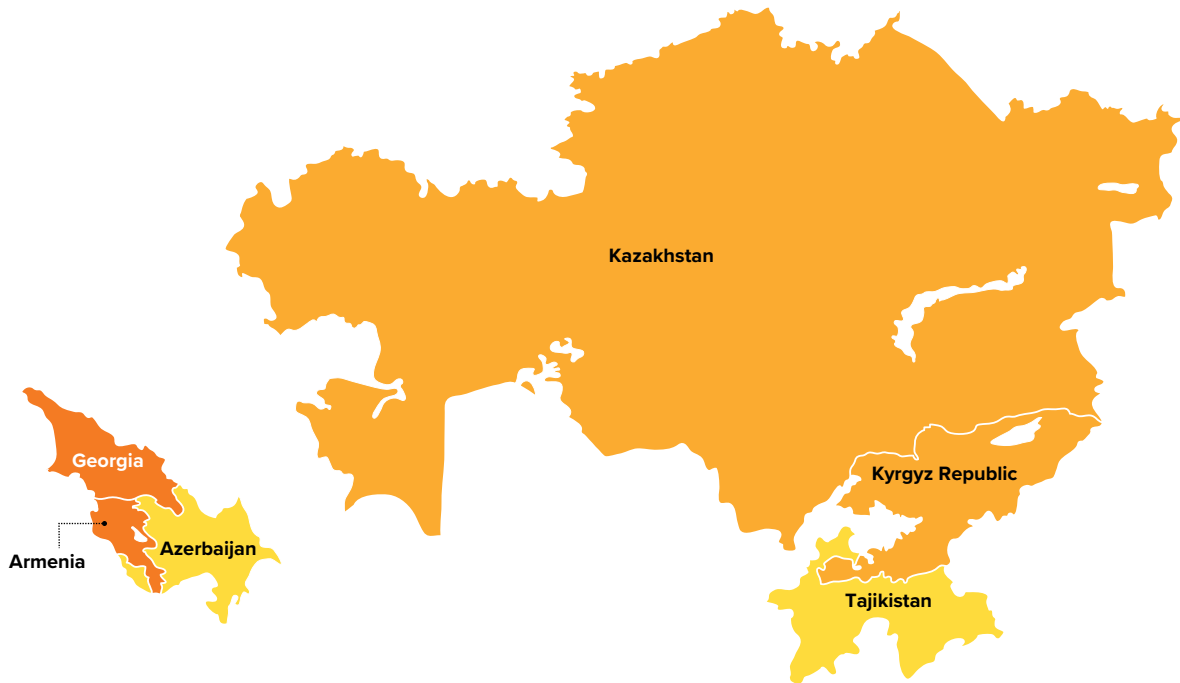 Kazakhstan
Georgia
Kyrgyz Republic
Armenia
Azerbaijan
Tajikistan